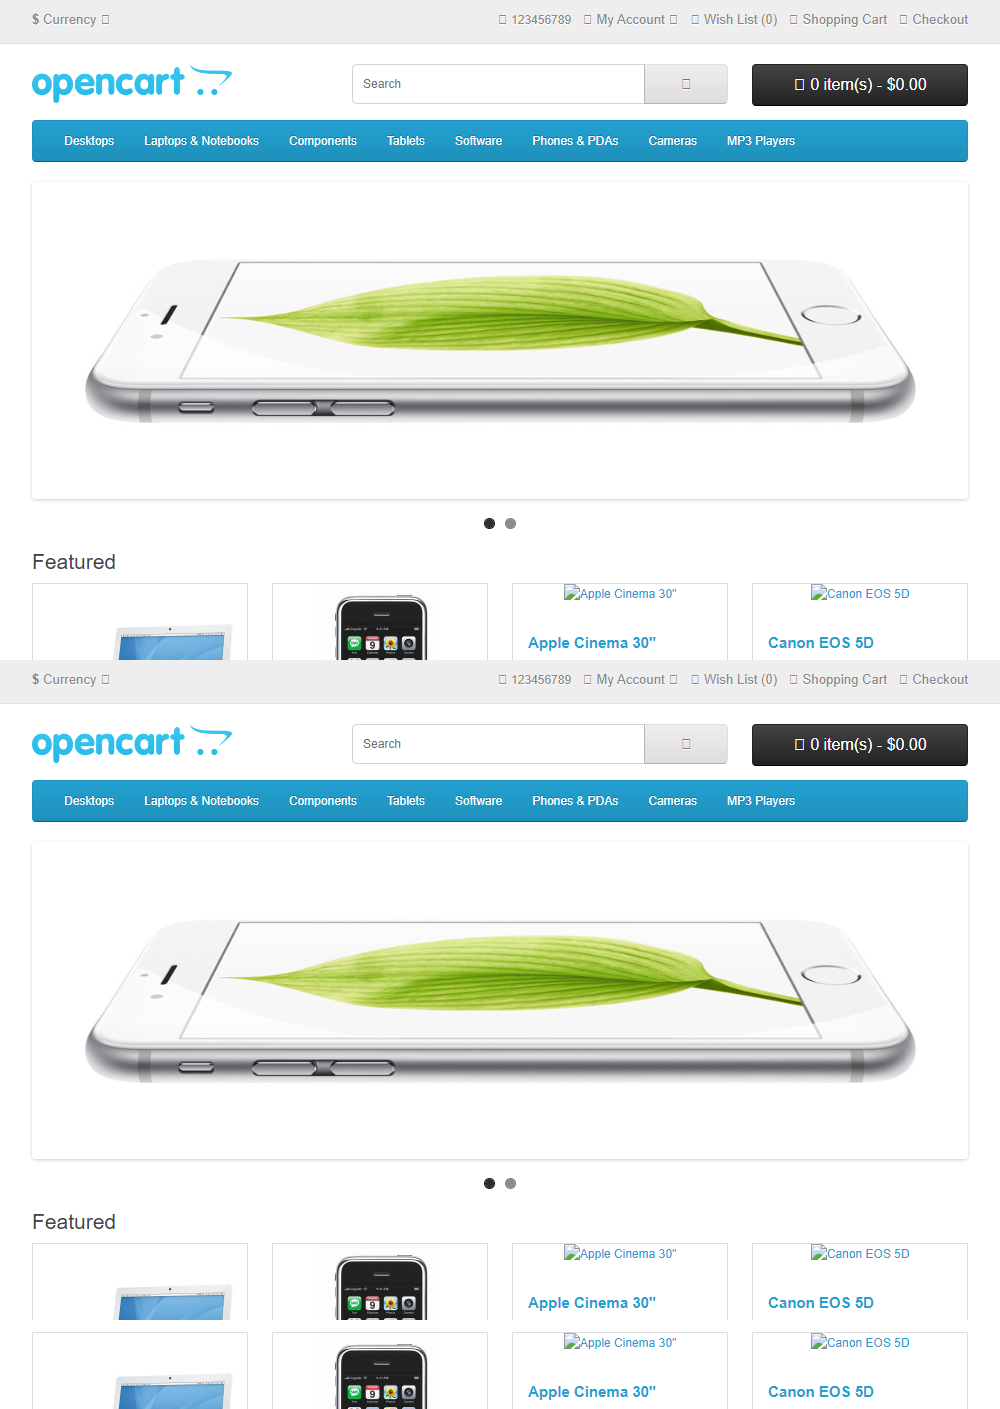 $ Currency
123456789 My Account Wish List (0) Shopping Cart Checkout
opencart
Search
0 item(s) - $0.00
Desktops Laptops & Notebooks Components Tablets Software Phones & PDAs Cameras MP3 Players
Featured
Apple Cinema 30" Canon EOS 5D
9
Apple Cinema 30" Canon EOS 5D
$ Currency
123456789 My Account Wish List (0) Shopping Cart Checkout
opencart
Search
0 item(s) - $0.00
Desktops Laptops & Notebooks Components Tablets Software Phones & PDAs Cameras MP3 Players
Featured
Apple Cinema 30" Canon EOS 5D
9
Apple Cinema 30" Canon EOS 5D
Apple Cinema 30" Canon EOS 5D
9
Apple Cinema 30" Canon EOS 5D